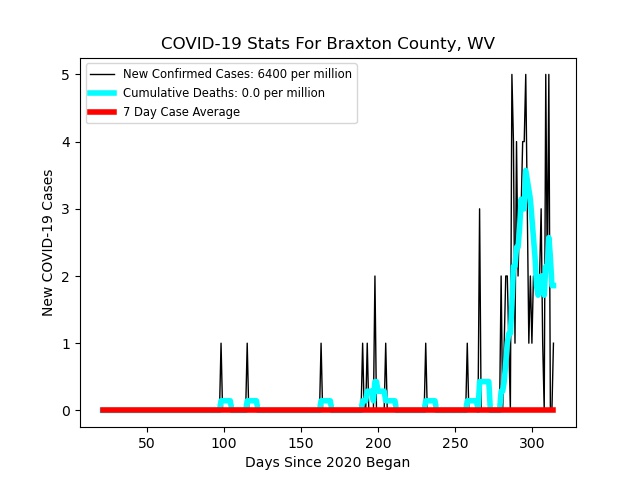 COVID-19 Stats For Braxton County, WV
New Confirmed Cases: 6400 per million
Cumulative Deaths: 0.0 per million
7 Day Case Average
New COVID-19 Cases
5
4
3
2
1
0
50 100 150 200 250 300
Days Since 2020 Began